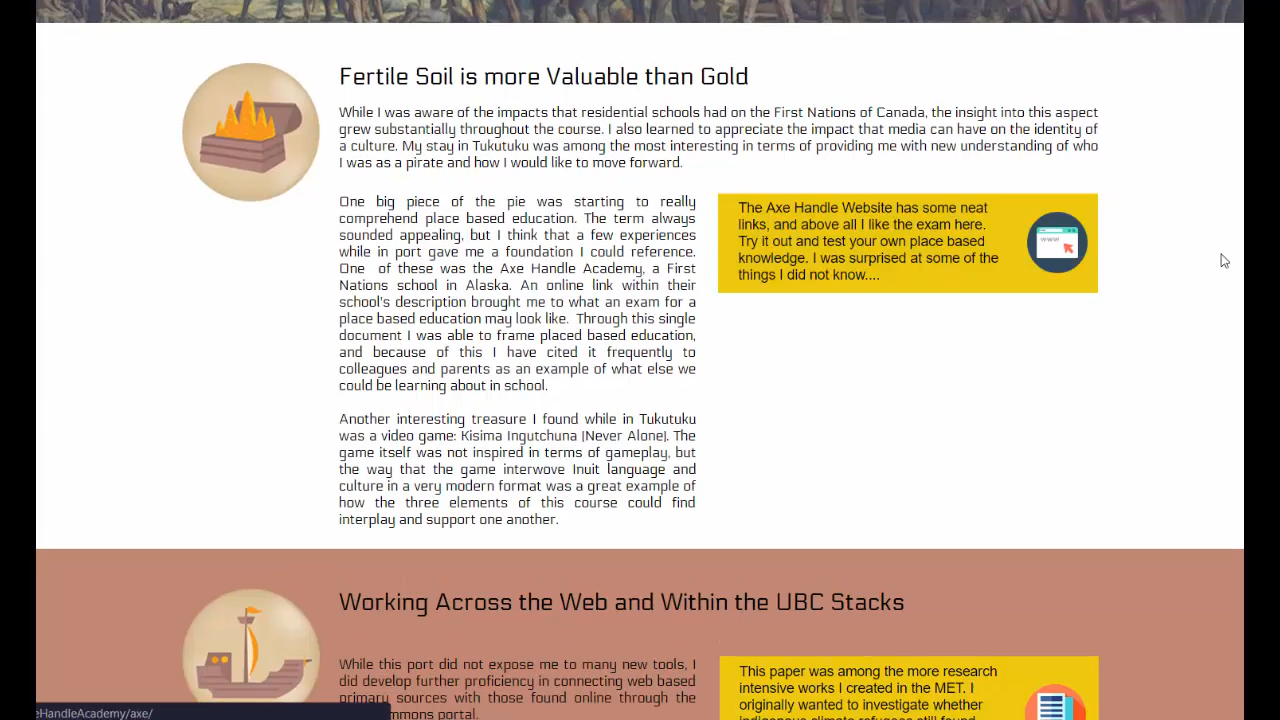 Fertile Soil is more Valuable than Gold
While I was aware of the impacts that residential schools had on the First Nations of Canada, the insight into this aspect
grew substantially throughout the course. I also learned to appreciate the impact that media can have on the identity of
a culture. My stay in Tukutuku was among the most interesting in terms of providing me with new understanding of who
I was as a pirate and how I would like to move forward.
One big piece of the pie was starting to really
comprehend place based education. The term always
sounded appealing, but I think that a few experiences
while in port gave me a foundation I could reference.
One of these was the Axe Handle Academy, a First
Nations school in Alaska. An online link within their
school's description brought me to what an exam for a
place based education may look like. Through this single
document I was able to frame placed based education,
and because of this I have cited it frequently to
colleagues and parents as an example of what else we
could be learning about in school.
Another interesting treasure I found while in Tukutuku
was a video game: Kisima Ingutchuna (Never Alone). The
game itself was not inspired in terms of gameplay, but
the way that the game interwove Inuit language and
culture in a very modern format was a great example of
how the three elements of this course could find
interplay and support one another.
The Axe Handle Website has some neat
links, and above all I like the exam here.
Try it out and test your own place based
knowledge. I was surprised at some of the
things I did not know....
www
Working Across the Web and Within the UBC Stacks
While this port did not expose me to many new tools, I
did develop further proficiency in connecting web based
primary sources with those found online through the
mmons portal.
This paper was among the more research
intensive works I created in the MET. I
originally wanted to investigate whether
indigenous climate refugees still found
eHandleAcademy/axe/